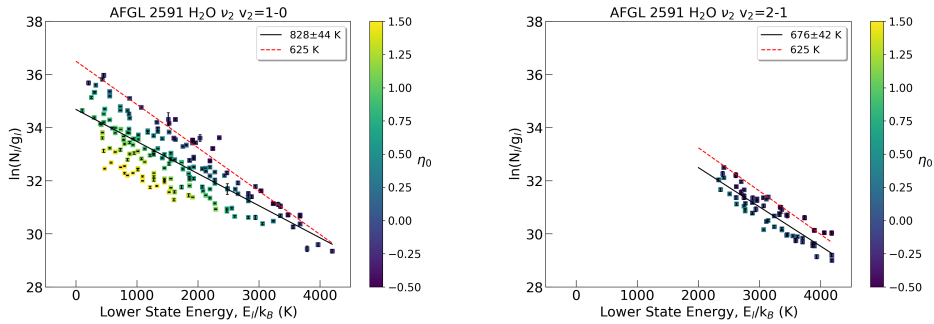 AFGL 2591 H₂O ν₂ v₂=1-0
828±44 K
625 K
38
36
34
32
30
28
ln(Nₗ/gₗ)
0 1000 2000 3000 4000
Lower State Energy, Eₗ/k_B (K)
1.50
1.25
1.00
0.75
0.50
0.25
0.00
−0.25
−0.50
η₀
AFGL 2591 H₂O ν₂ v₂=2-1
676±42 K
625 K
38
36
34
32
30
28
ln(Nₗ/gₗ)
0 1000 2000 3000 4000
Lower State Energy, Eₗ/k_B (K)
1.50
1.25
1.00
0.75
0.50
0.25
0.00
−0.25
−0.50
η₀